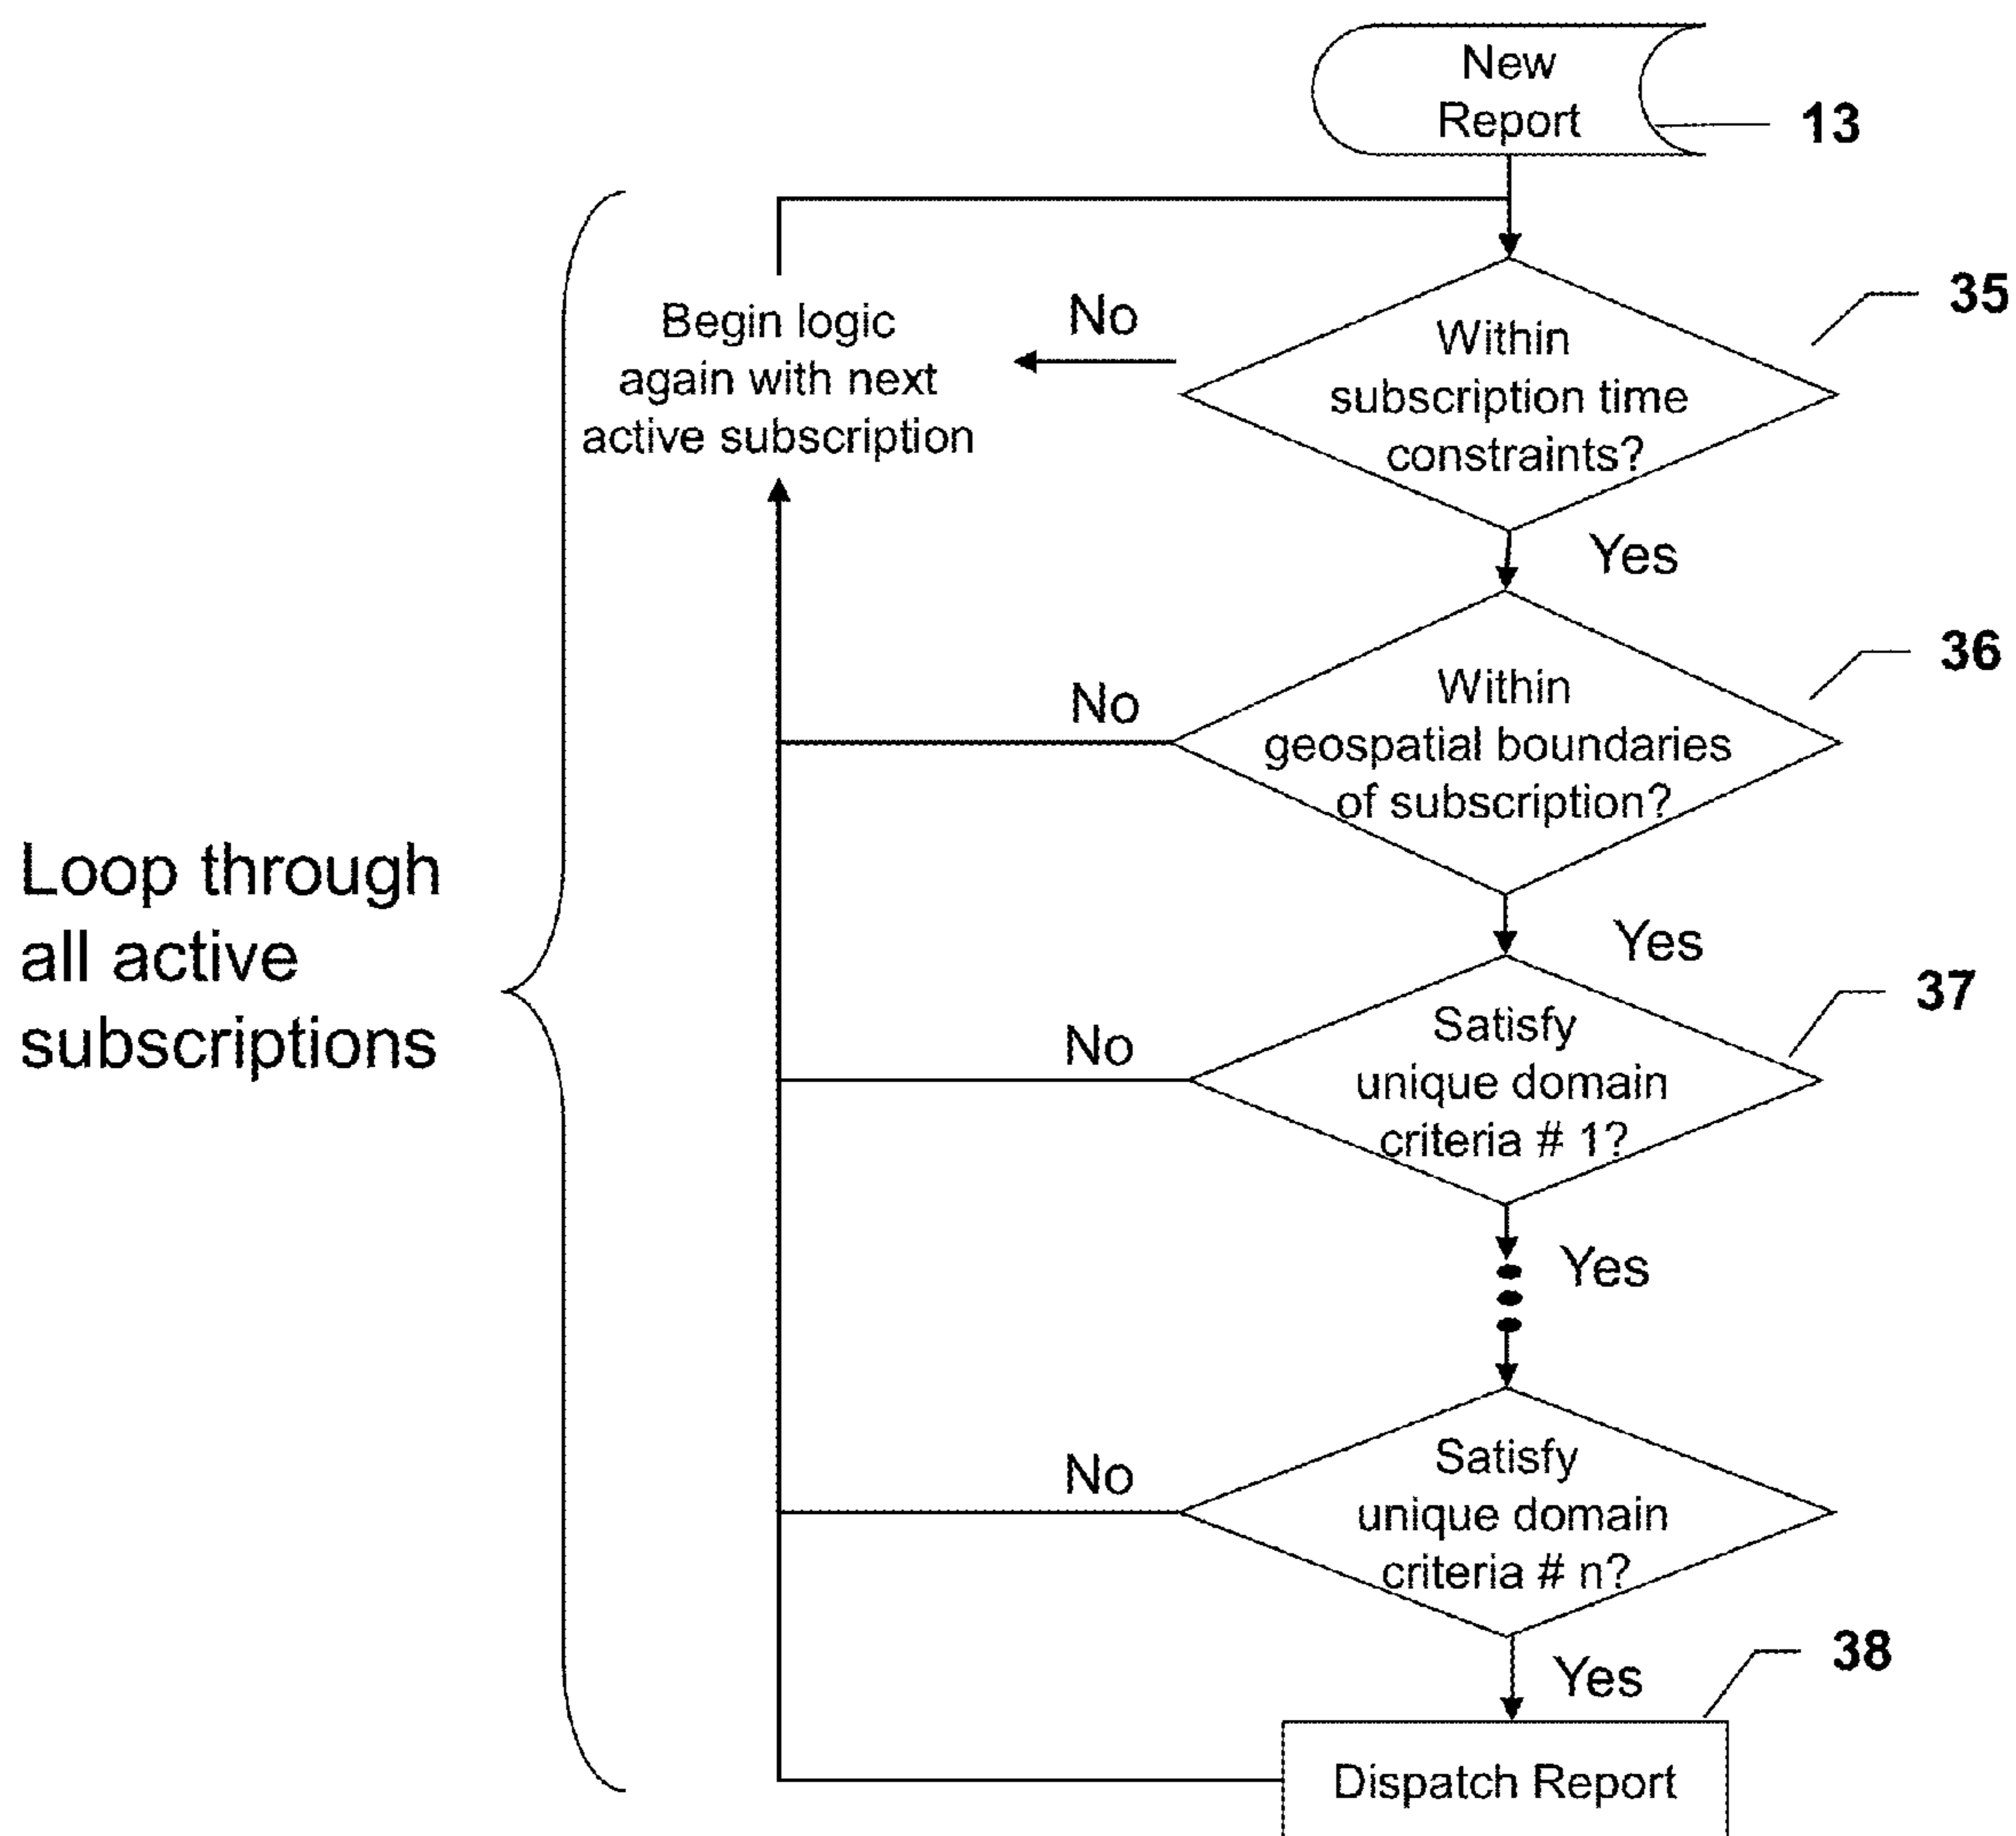 New
Report
13
Begin logic
again with next
active subscription
No
Within
subscription time
constraints?
35
Yes
Within
geospatial boundaries
of subscription?
No
36
Yes
Loop through
all active
subscriptions
Satisfy
unique domain
criteria # 1?
No
37
Yes
Satisfy
unique domain
criteria # n?
No
Yes
38
Dispatch Report